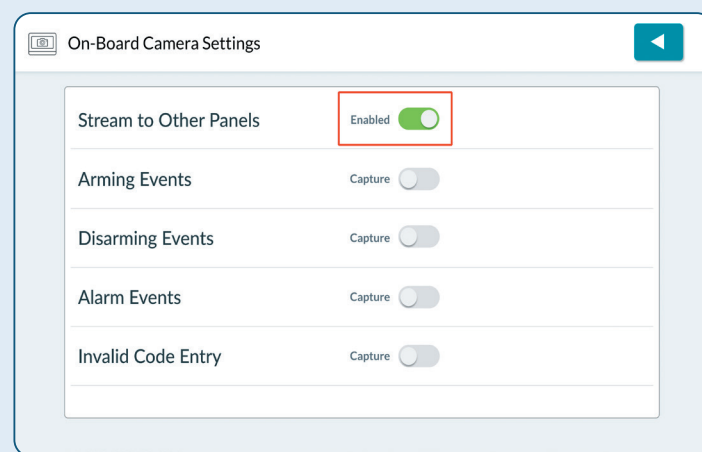 On-Board Camera Settings
Stream to Other Panels Enabled
Arming Events Capture
Disarming Events Capture
Alarm Events Capture
Invalid Code Entry Capture